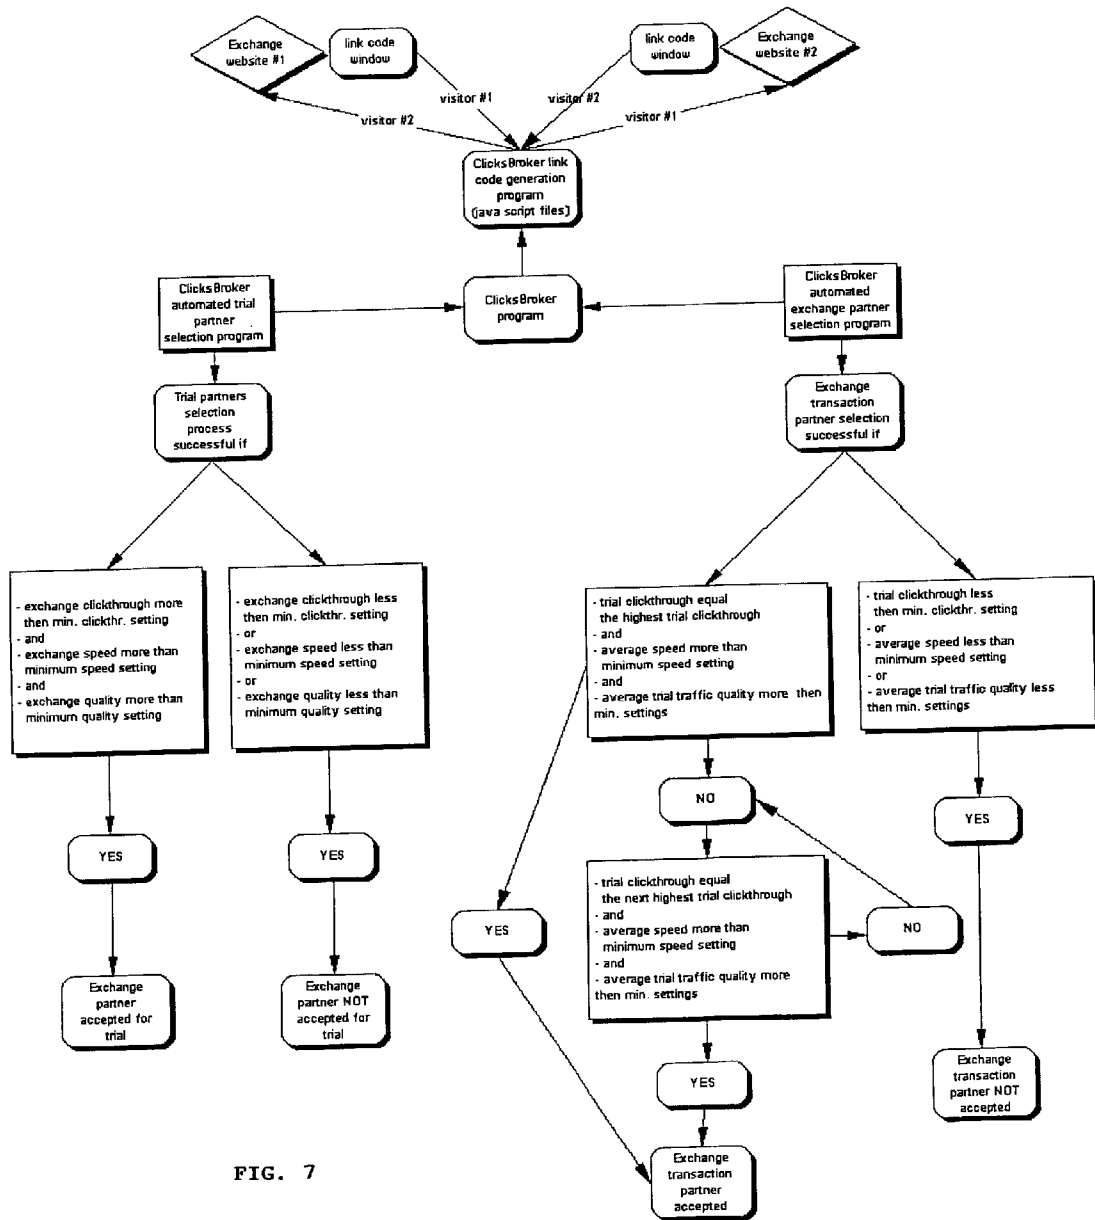 Exchange
website #1
link code
window
link code
window
Exchange
website #2
visitor #1
visitor #2
visitor #2
visitor #1
ClicksBroker link
code generation
program
(java script files)
ClicksBroker
automated trial
partner
selection program
ClicksBroker
program
ClicksBroker
automated
exchange partner
selection program
Trial partners
selection
process
successful if
Exchange
transaction
partner selection
successful if
- exchange clickthrough more
then min. clickthr. setting
- and
exchange speed more than
minimum speed setting
- and
- exchange quality more than
minimum quality setting
- exchange clickthrough less
then min. clickthr. setting
- or
exchange speed less than
minimum speed setting
- or
- exchange quality less than
minimum quality setting
- trial clickthrough equal
the highest trial clickthrough
- and
- average speed more than
minimum speed setting
- and
- average trial traffic quality more then
min. settings
- trial clickthrough less
then min. clickthr. setting
- or
- average speed less than
minimum speed setting
- or
- average trial traffic quality less
then min. settings
YES
YES
NO
YES
Exchange
partner
accepted for
trial
Exchange
partner NOT
accepted for
trial
YES
- trial clickthrough equal
the next highest trial clickthrough
- and
- average speed more than
minimum speed setting
- and
- average trial traffic quality more
then min. settings
NO
YES
Exchange
transaction
partner NOT
accepted
Exchange
transaction
partner
accepted
FIG. 7